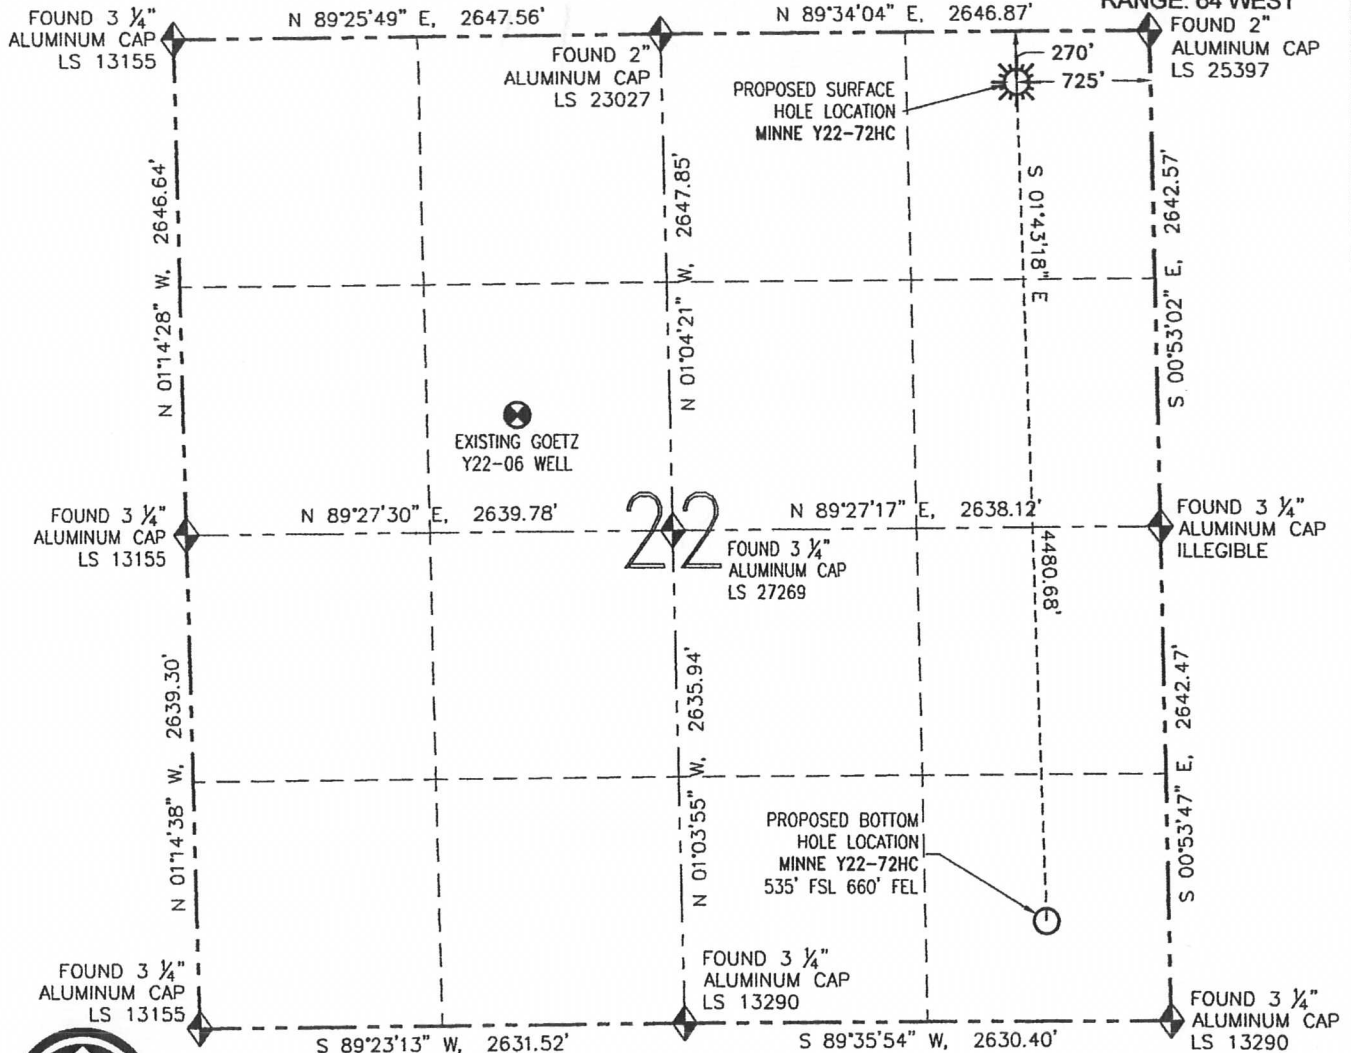 RANGE: 64 WEST
FOUND 3 ¼"
ALUMINUM CAP
LS 13155
N 89°25'49" E, 2647.56'
FOUND 2"
ALUMINUM CAP
LS 23027
N 89°34'04" E, 2646.87'
FOUND 2"
ALUMINUM CAP
LS 25397
270'
725'
PROPOSED SURFACE
HOLE LOCATION
MINNE Y22-72HC
N 01°14'28" W, 2646.64'
N 01°04'21" W, 2647.85'
S 01°43'18" E
4480.68'
S 00°53'02" E, 2642.57'
EXISTING GOETZ
Y22-06 WELL
FOUND 3 ¼"
ALUMINUM CAP
LS 13155
N 89°27'30" E, 2639.78'
22
FOUND 3 ¼"
ALUMINUM CAP
LS 27269
N 89°27'17" E, 2638.12'
FOUND 3 ¼"
ALUMINUM CAP
ILLEGIBLE
N 01°14'38" W, 2639.30'
N 01°03'55" W, 2635.94'
S 00°53'47" E, 2642.47'
PROPOSED BOTTOM
HOLE LOCATION
MINNE Y22-72HC
535' FSL 660' FEL
FOUND 3 ¼"
ALUMINUM CAP
LS 13155
S 89°23'13" W, 2631.52'
FOUND 3 ¼"
ALUMINUM CAP
LS 13290
S 89°35'54" W, 2630.40'
FOUND 3 ¼"
ALUMINUM CAP
LS 13290